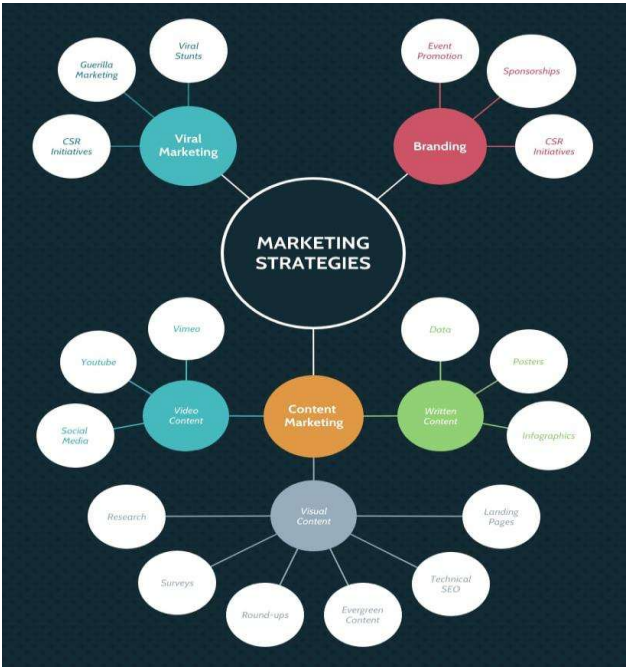 Viral
Stunts
Guerilla
Marketing
CSR
Initiatives
Viral
Marketing
Event
Promotion
Sponsorships
CSR
Initiatives
Branding
MARKETING
STRATEGIES
Vimeo
Youtube
Social
Media
Video
Content
Content
Marketing
Data
Posters
Infographics
Written
Content
Visual
Content
Research
Surveys
Round-ups
Evergreen
Content
Technical
SEO
Landing
Pages